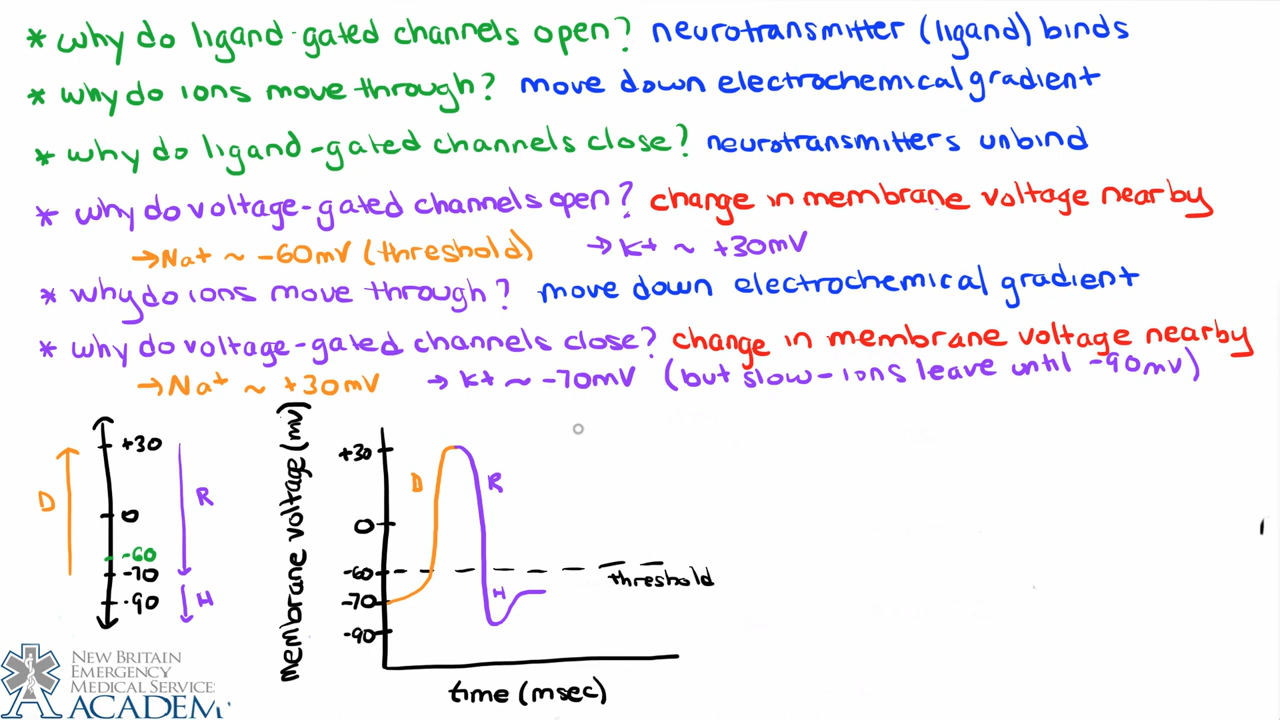 * why do ligand-gated channels open? neurotransmitter (ligand) binds
* why do ions move through? move down electrochemical gradient
* why do ligand-gated channels close? neurotransmitters unbind
* why do voltage-gated channels open? change in membrane voltage nearby
→ Na+ ~ -60mV (threshold) → K+ ~ +30mV
* why do ions move through? move down electrochemical gradient
* why do voltage-gated channels close? change in membrane voltage nearby
→ Na+ ~ +30mV → K+ ~ -70mV (but slow-ions leave until -90mV)
+30
0
-60
-70
-90
D
R
H
membrane voltage (mv)
+30
0
-60
-70
-90
D
R
H
threshold
time (msec)
NEW BRITAIN
EMERGENCY
MEDICAL SERVICES
ACADEM